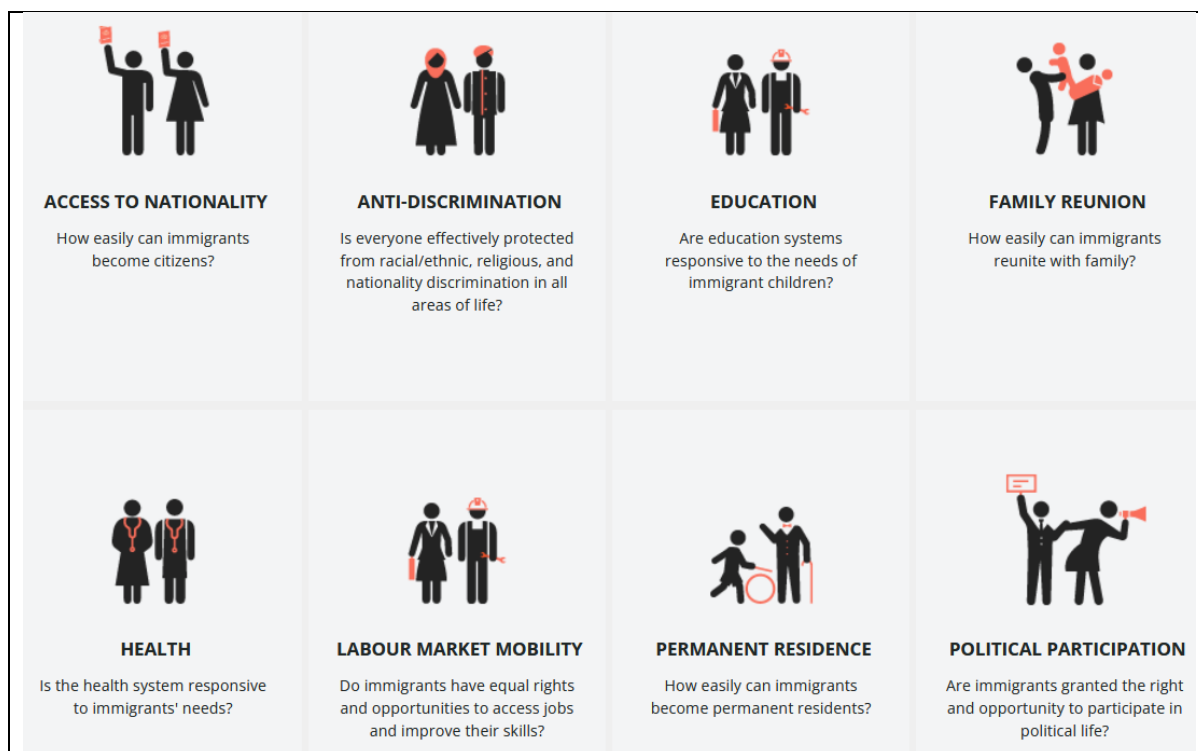 ACCESS TO NATIONALITY
How easily can immigrants
become citizens?
ANTI-DISCRIMINATION
Is everyone effectively protected
from racial/ethnic, religious, and
nationality discrimination in all
areas of life?
EDUCATION
Are education systems
responsive to the needs of
immigrant children?
FAMILY REUNION
How easily can immigrants
reunite with family?
HEALTH
Is the health system responsive
to immigrants' needs?
LABOUR MARKET MOBILITY
Do immigrants have equal rights
and opportunities to access jobs
and improve their skills?
PERMANENT RESIDENCE
How easily can immigrants
become permanent residents?
POLITICAL PARTICIPATION
Are immigrants granted the right
and opportunity to participate in
political life?